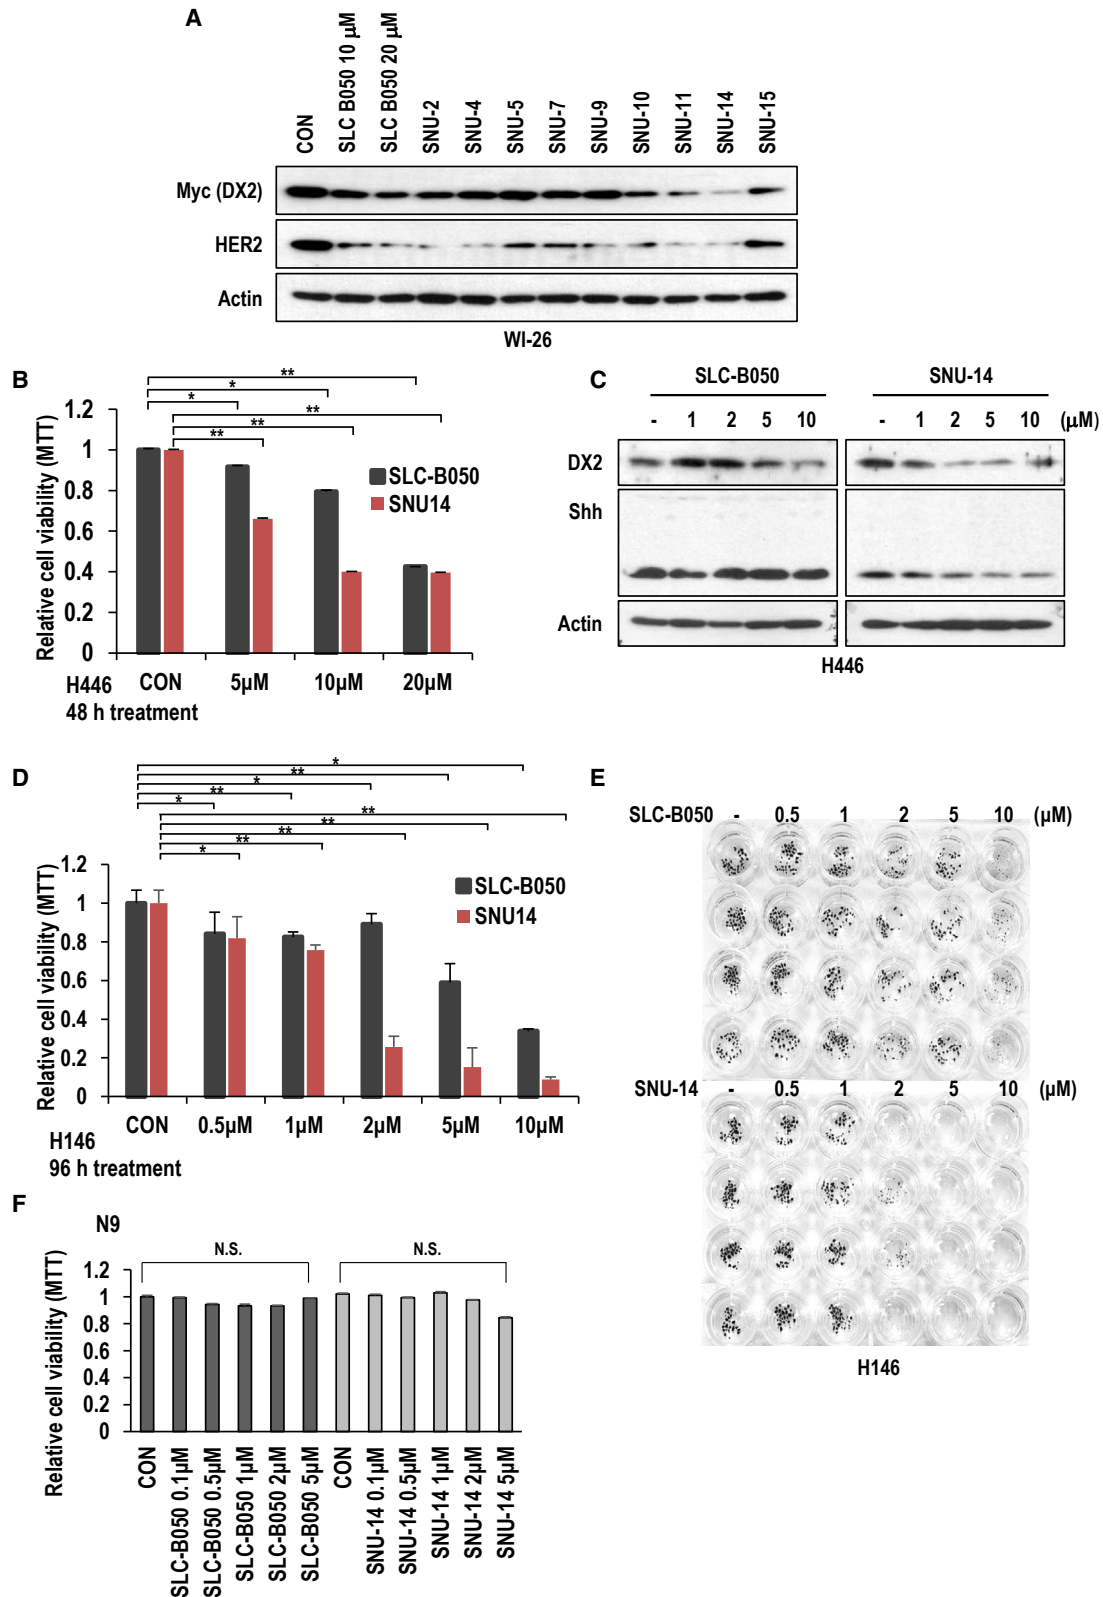 A
CON
SLC B050 10 µM
SLC B050 20 µM
SNU-2
SNU-4
SNU-5
SNU-7
SNU-9
SNU-10
SNU-11
SNU-14
SNU-15
Myc (DX2)
HER2
Actin
WI-26
B
** 
*
*
**
**
**
Relative cell viability (MTT)
1.2
1
0.8
0.6
0.4
0.2
0
SLC-B050
SNU14
CON 5µM 10µM 20µM
H446
48 h treatment
C
SLC-B050 SNU-14
- 1 2 5 10 - 1 2 5 10 (µM)
DX2
Shh
Actin
H446
D
*
**
*
**
*
**
**
**
**
*
Relative cell viability (MTT)
1.2
1
0.8
0.6
0.4
0.2
0
SLC-B050
SNU14
CON 0.5µM 1µM 2µM 5µM 10µM
H146
96 h treatment
E
SLC-B050 - 0.5 1 2 5 10 (µM)
SNU-14 - 0.5 1 2 5 10 (µM)
H146
F
N9
N.S. N.S.
Relative cell viability (MTT)
1.2
1
0.8
0.6
0.4
0.2
0
CON
SLC-B050 0.1µM
SLC-B050 0.5µM
SLC-B050 1µM
SLC-B050 2µM
SLC-B050 5µM
CON
SNU-14 0.1µM
SNU-14 0.5µM
SNU-14 1µM
SNU-14 2µM
SNU-14 5µM